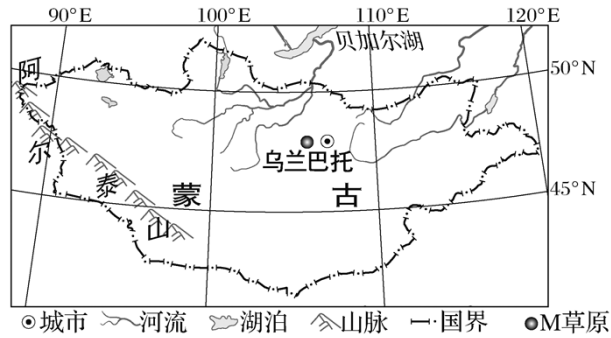 90°E 100°E 110°E 120°E
贝加尔湖
阿
50°N
尔
乌兰巴托
泰 蒙 古 45°N
山
城市 河流 湖泊 山脉 国界 M草原